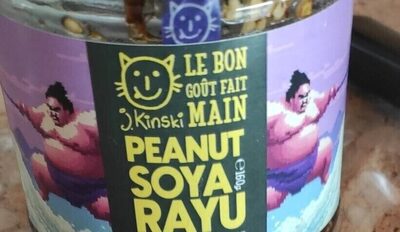 LE BON
GOÛT FAIT
MAIN
j. Kinski
PEANUT
SOYA
RAYU
℮160g